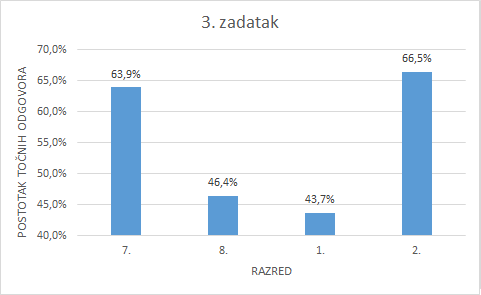 3. zadatak
POSTOTAK TOČNIH ODGOVORA
70,0%
65,0%
60,0%
55,0%
50,0%
45,0%
40,0%
63,9%
46,4%
43,7%
66,5%
7. 8. 1. 2.
RAZRED